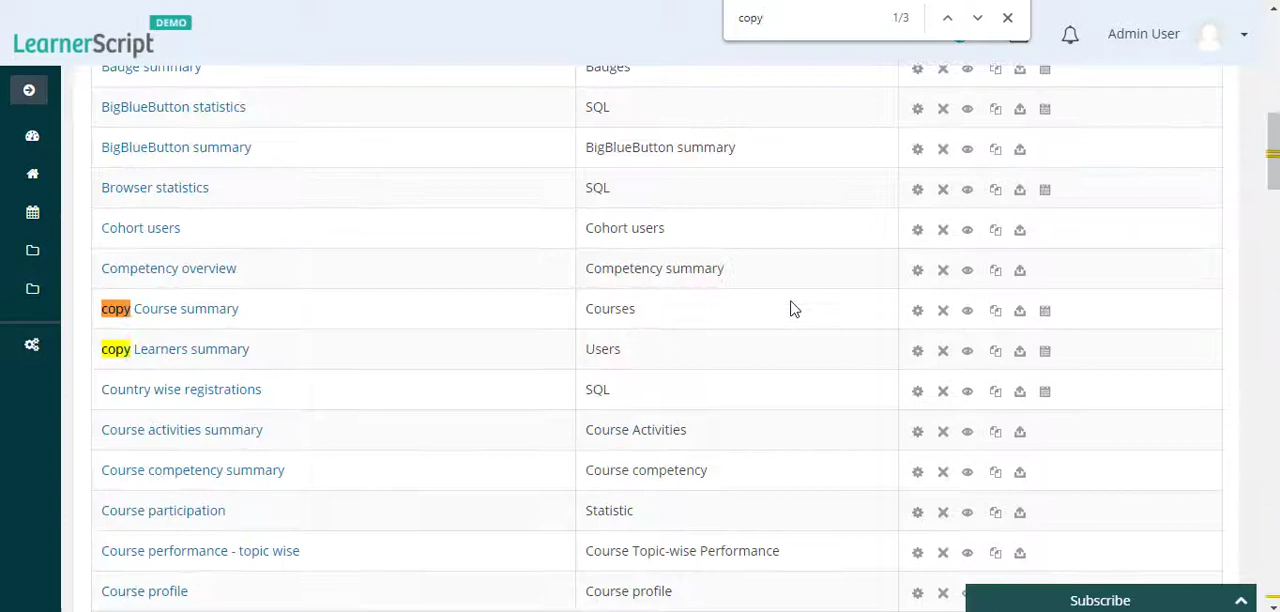 DEMO
LearnerScript
copy 1/3
Admin User
Badge summary Badges
BigBlueButton statistics SQL
BigBlueButton summary BigBlueButton summary
Browser statistics SQL
Cohort users Cohort users
Competency overview Competency summary
copy Course summary Courses
copy Learners summary Users
Country wise registrations SQL
Course activities summary Course Activities
Course competency summary Course competency
Course participation Statistic
Course performance - topic wise Course Topic-wise Performance
Course profile Course profile
Subscribe